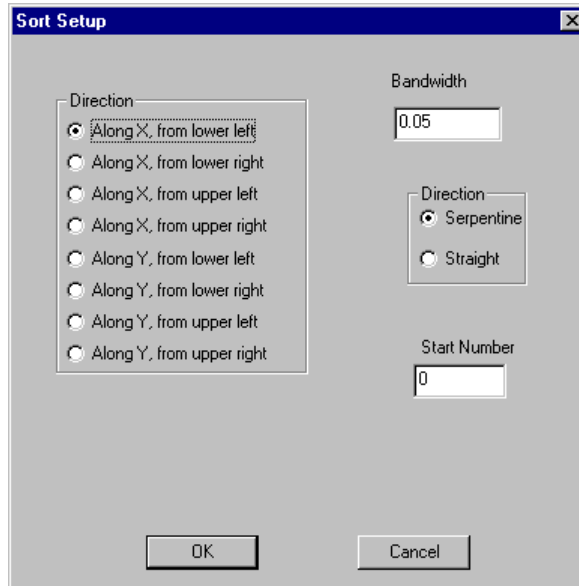 Sort Setup
Direction
Along X, from lower left
Along X, from lower right
Along X, from upper left
Along X, from upper right
Along Y, from lower left
Along Y, from lower right
Along Y, from upper left
Along Y, from upper right
Bandwidth
0.05
Direction
Serpentine
Straight
Start Number
0
OK
Cancel